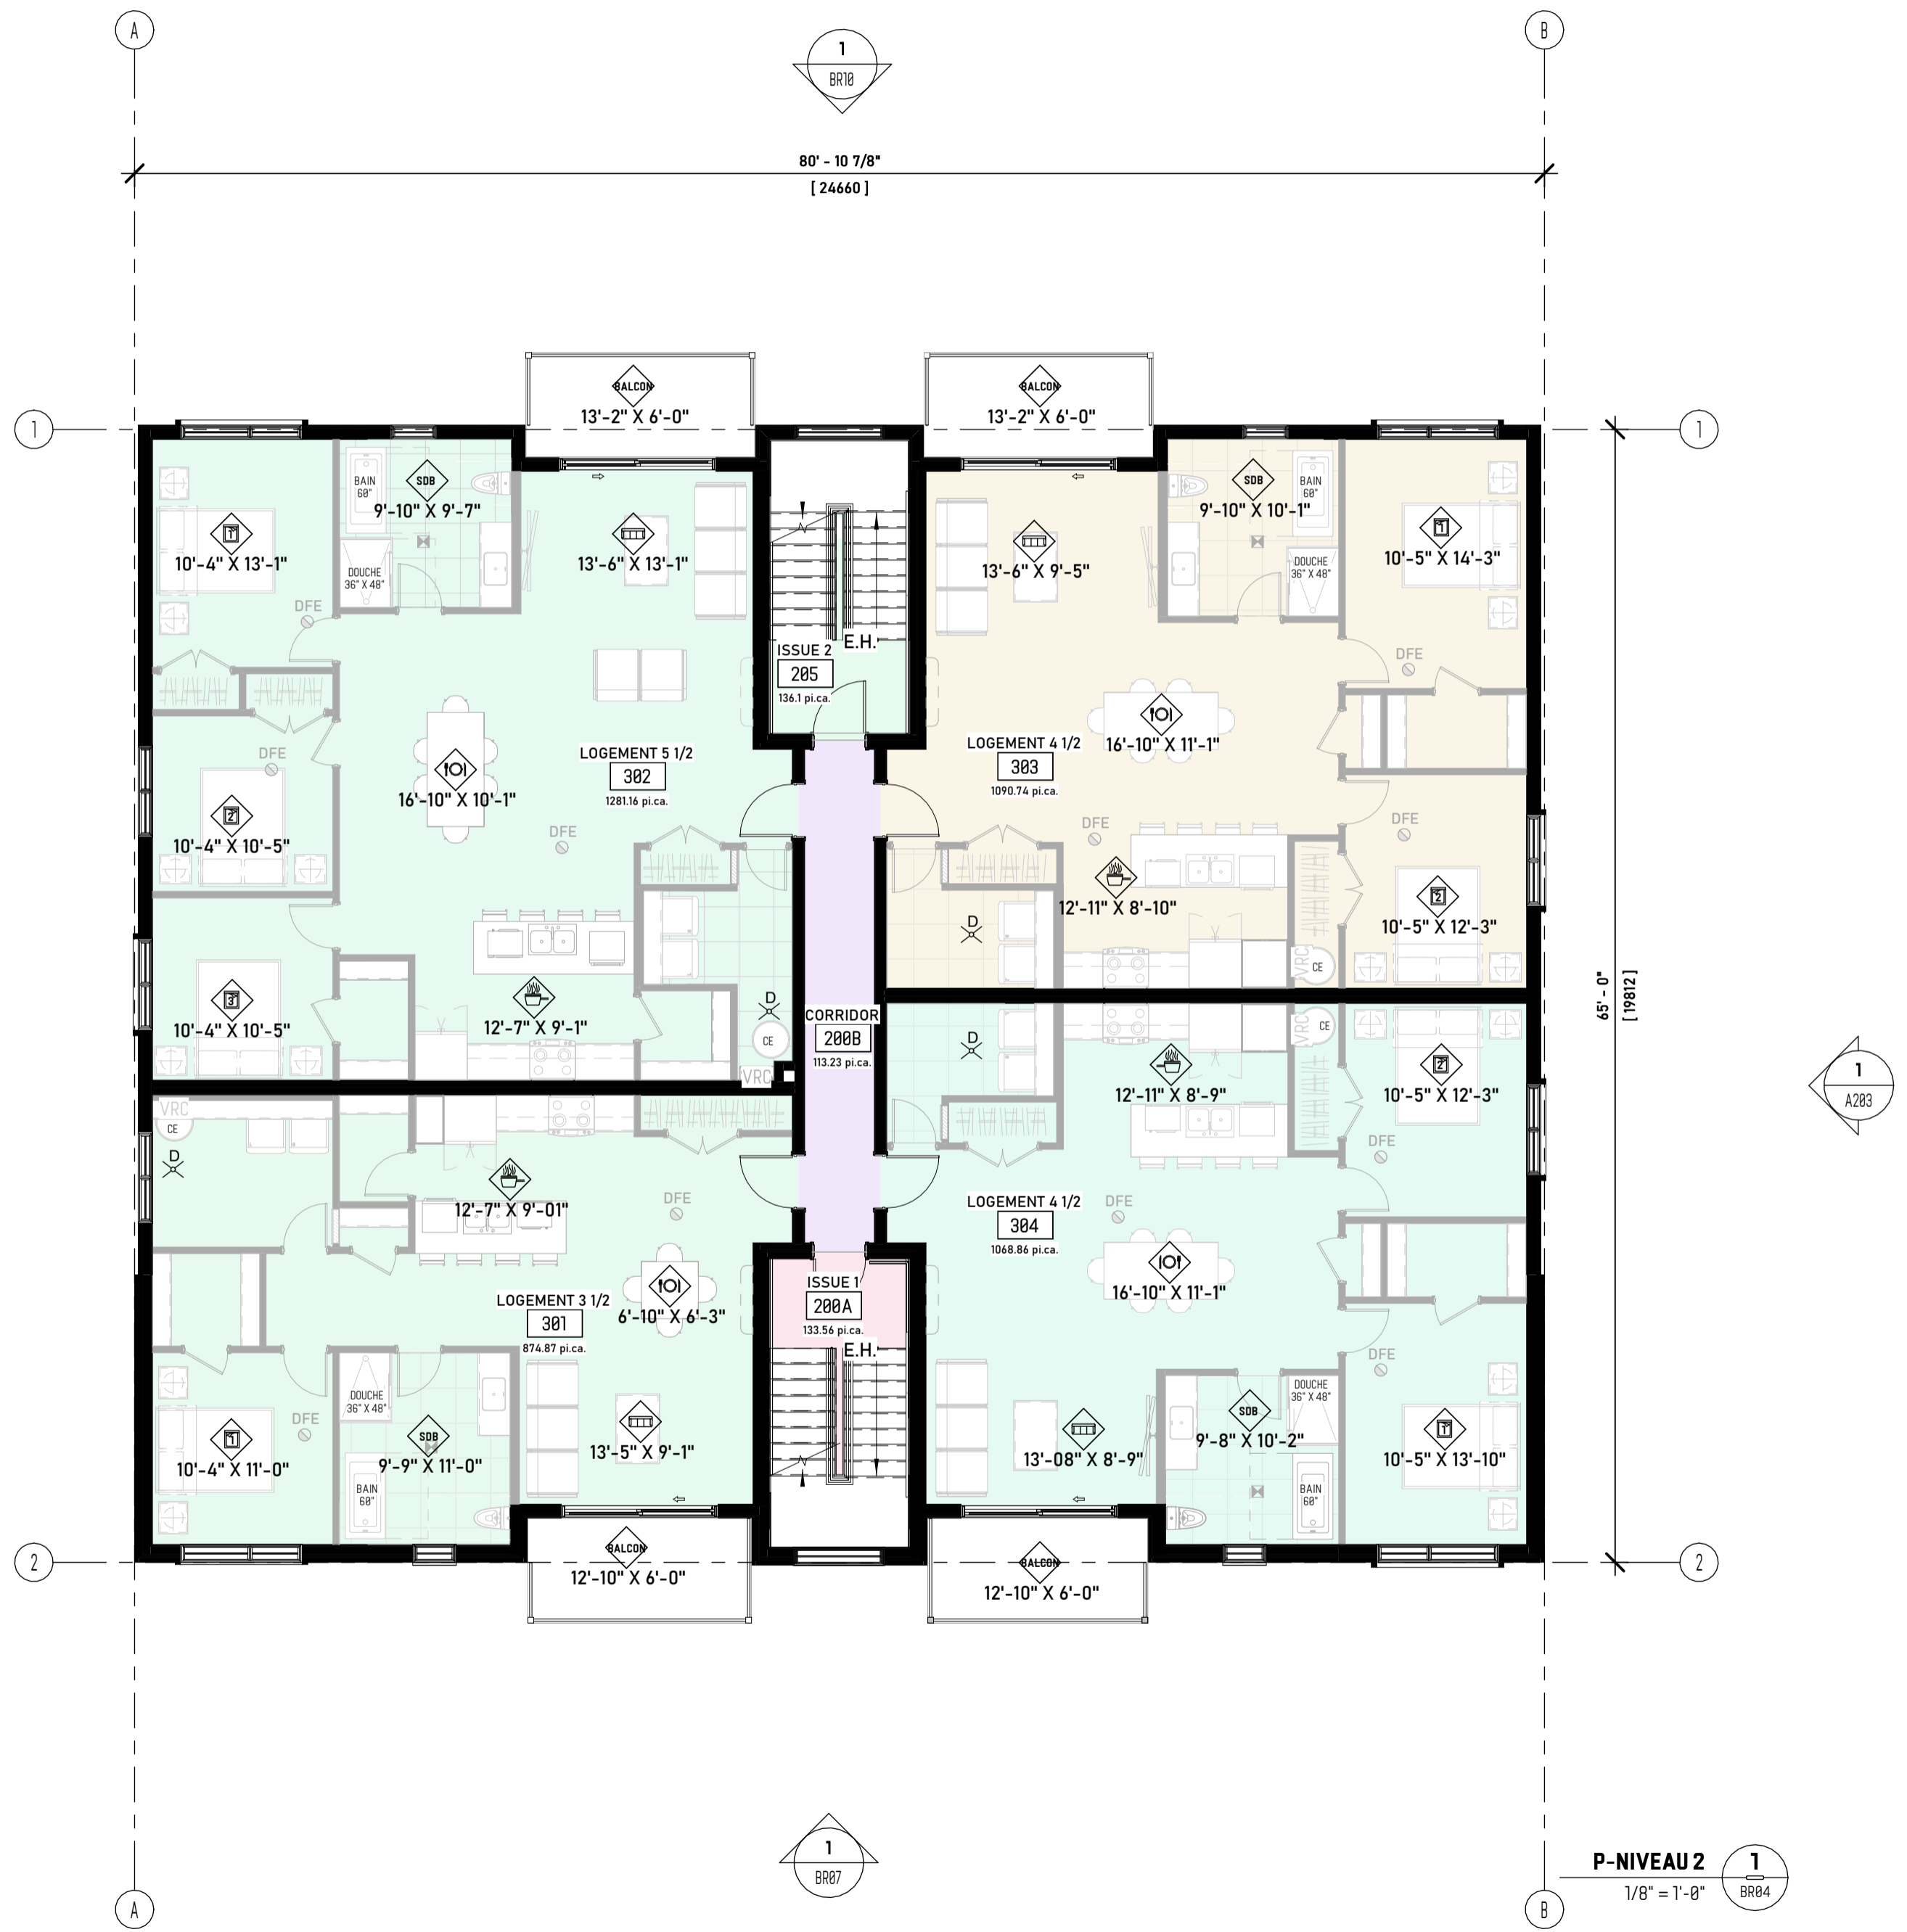 A
B
1
BR10
80' - 10 7/8"
[ 24660 ]
BALCON
13'-2" X 6'-0"
BALCON
13'-2" X 6'-0"
1
1
1
10'-4" X 13'-1"
BAIN
60"
SDB
9'-10" X 9'-7"
DOUCHE
36" X 48"
DFE
13'-6" X 13'-1"
13'-6" X 9'-5"
SDB
9'-10" X 10'-1"
BAIN
60"
DOUCHE
36" X 48"
1
10'-5" X 14'-3"
DFE
E.H.
ISSUE 2
205
136.1 pi.ca.
DFE
2
10'-4" X 10'-5"
16'-10" X 10'-1"
LOGEMENT 5 1/2
302
1281.16 pi.ca.
DFE
LOGEMENT 4 1/2
303
1090.74 pi.ca.
16'-10" X 11'-1"
DFE
DFE
12'-11" X 8'-10"
2
10'-5" X 12'-3"
D
VRC
CE
3
10'-4" X 10'-5"
12'-7" X 9'-1"
D
CE
VRC
CORRIDOR
200B
113.23 pi.ca.
65' - 0"
[ 19812 ]
D
VRC
CE
12'-11" X 8'-9"
2
10'-5" X 12'-3"
DFE
1
A203
VRC
CE
D
12'-7" X 9'-01"
DFE
LOGEMENT 4 1/2
304
1068.86 pi.ca.
DFE
16'-10" X 11'-1"
LOGEMENT 3 1/2
301
874.87 pi.ca.
6'-10" X 6'-3"
ISSUE 1
200A
133.56 pi.ca.
E.H.
DFE
1
10'-4" X 11'-0"
DFE
DOUCHE
36" X 48"
SDB
9'-9" X 11'-0"
BAIN
60"
13'-5" X 9'-1"
13'-08" X 8'-9"
SDB
9'-8" X 10'-2"
DOUCHE
36" X 48"
BAIN
60"
1
10'-5" X 13'-10"
2
2
BALCON
12'-10" X 6'-0"
BALCON
12'-10" X 6'-0"
1
BR07
P-NIVEAU 2
1/8" = 1'-0"
1
BR04
A
B